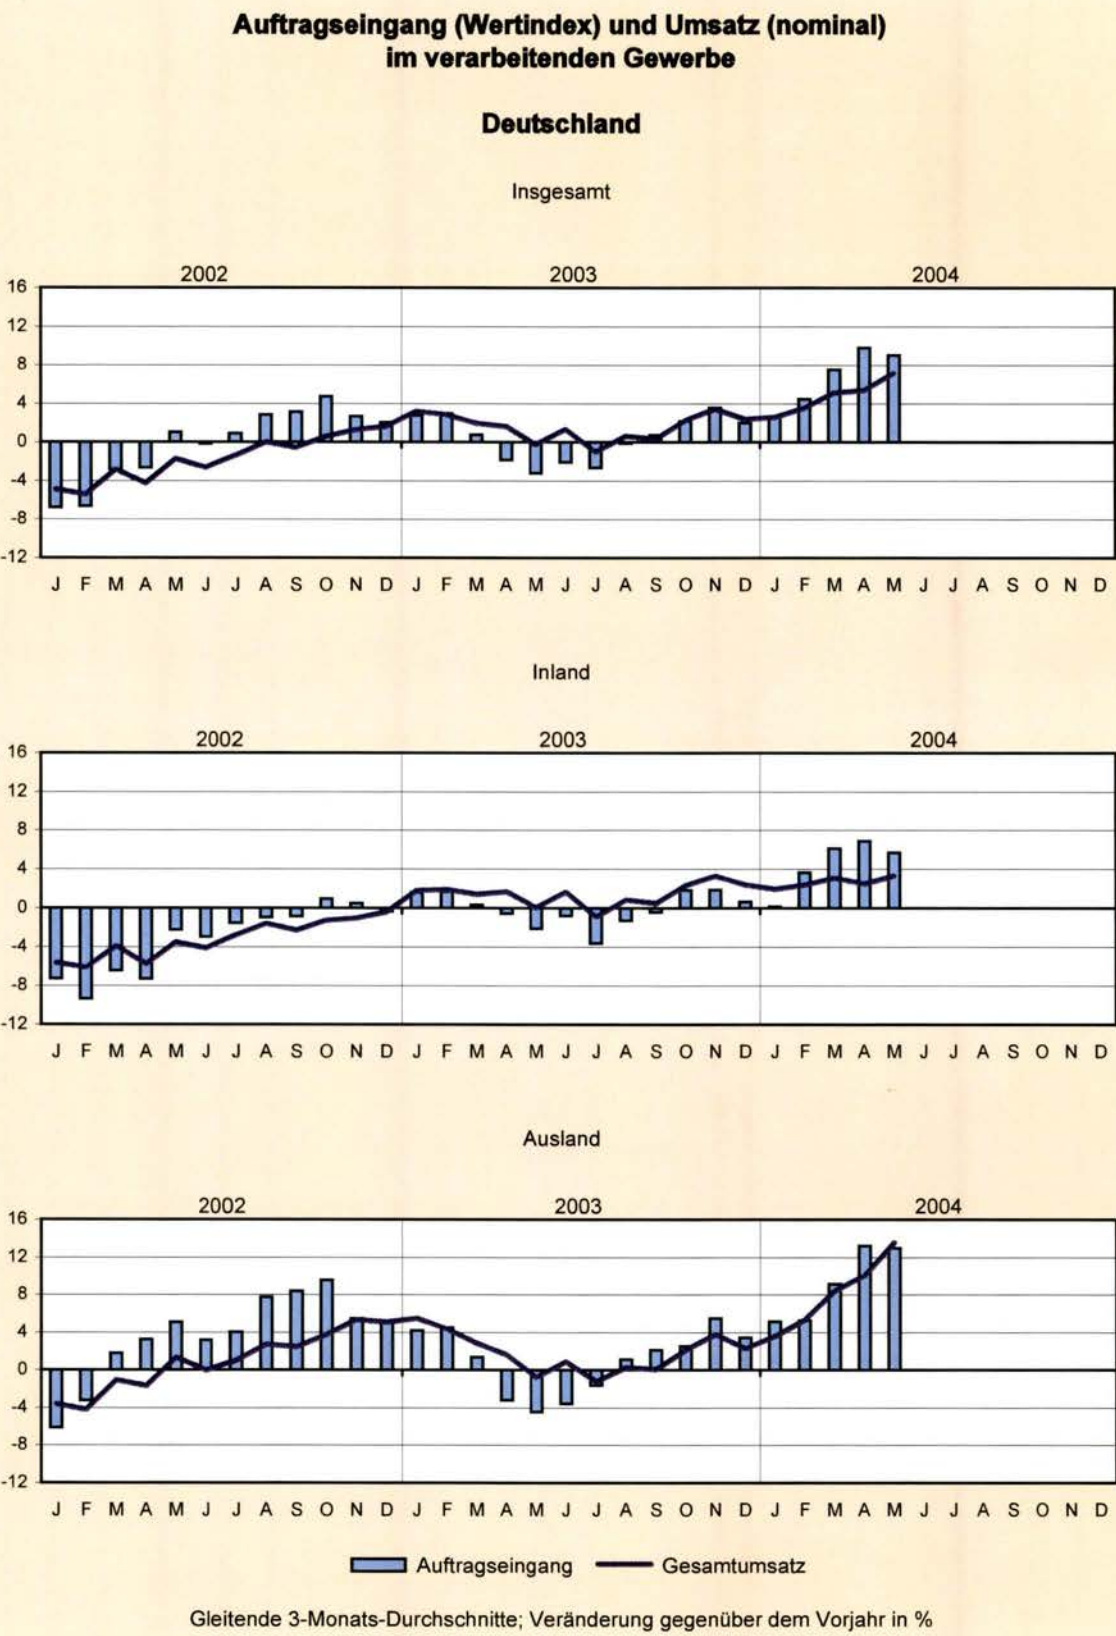 Auftragseingang (Wertindex) und Umsatz (nominal)
im verarbeitenden Gewerbe
Deutschland
Insgesamt
2002 2003 2004
16
12
8
4
0
-4
-8
-12
J F M A M J J A S O N D J F M A M J J A S O N D J F M A M J J A S O N D
Inland
2002 2003 2004
16
12
8
4
0
-4
-8
-12
J F M A M J J A S O N D J F M A M J J A S O N D J F M A M J J A S O N D
Ausland
2002 2003 2004
16
12
8
4
0
-4
-8
-12
J F M A M J J A S O N D J F M A M J J A S O N D J F M A M J J A S O N D
Auftragseingang Gesamtumsatz
Gleitende 3-Monats-Durchschnitte; Veränderung gegenüber dem Vorjahr in %